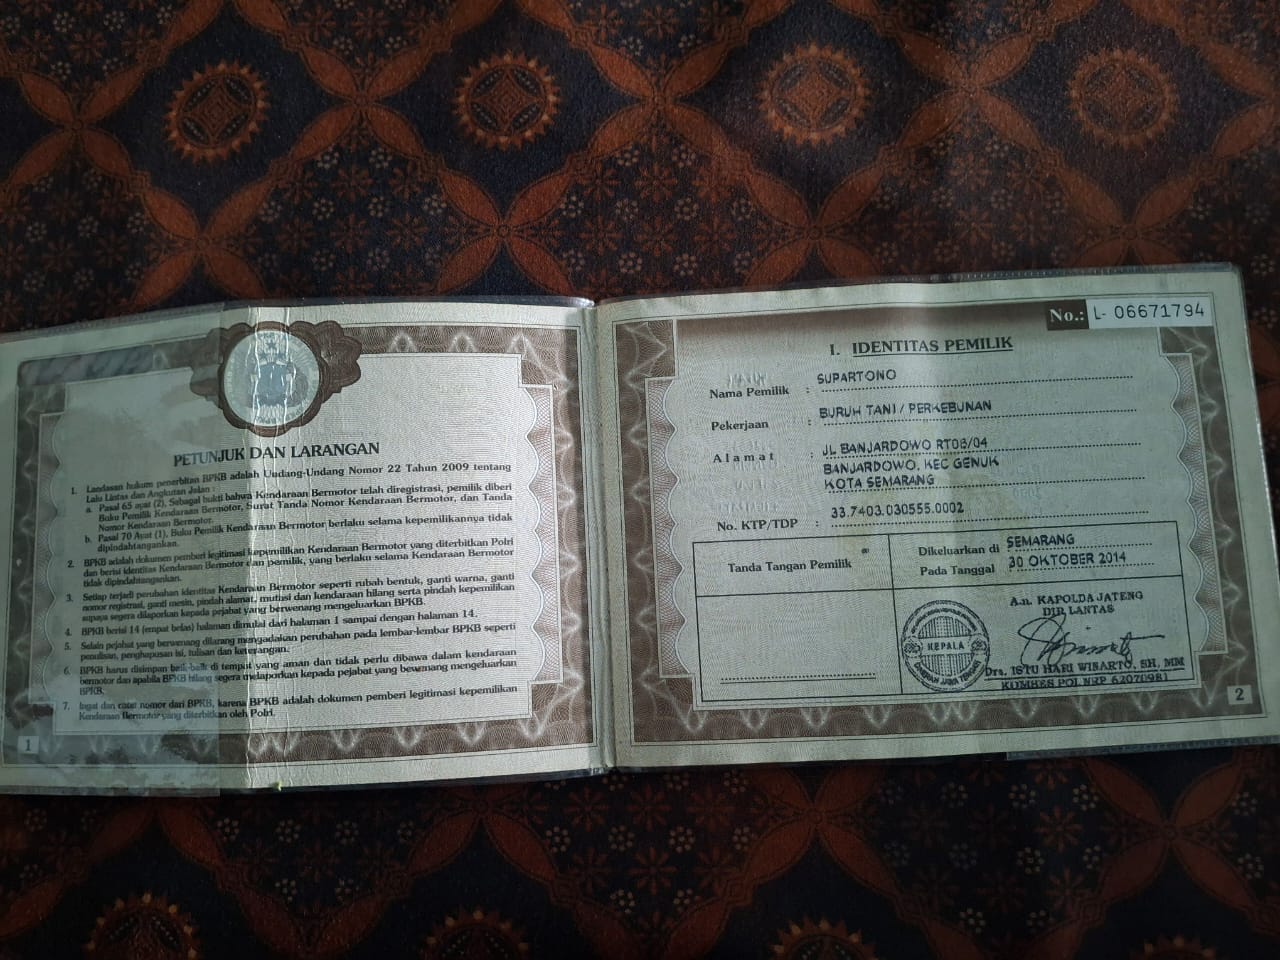 PETUNJUK DAN LARANGAN
1. Landasan hukum penerbitan BPKB adalah Undang-Undang Nomor 22 Tahun 2009 tentang
Lalu Lintas dan Angkutan Jalan :
a. Pasal 65 ayat (2), Sebagai bukti bahwa Kendaraan Bermotor telah diregistrasi, pemilik diberi
Buku Pemilik Kendaraan Bermotor, Surat Tanda Nomor Kendaraan Bermotor, dan Tanda
Nomor Kendaraan Bermotor.
b. Pasal 70 Ayat (1), Buku Pemilik Kendaraan Bermotor berlaku selama kepemilikannya tidak
dipindahtangankan.
2. BPKB adalah dokumen pemberi legitimasi kepemilikan Kendaraan Bermotor yang diterbitkan Polri
dan berisi identitas Kendaraan Bermotor dan pemilik, yang berlaku selama Kendaraan Bermotor
tidak dipindahtangankan.
3. Setiap terjadi perubahan identitas Kendaraan Bermotor seperti rubah bentuk, ganti warna, ganti
nomor registrasi, ganti mesin, pindah alamat, mutasi dan kendaraan hilang serta pindah kepemilikan
supaya segera dilaporkan kepada pejabat yang berwenang mengeluarkan BPKB.
4. BPKB berisi 14 (empat belas) halaman dimulai dari halaman 1 sampai dengan halaman 14.
5. Selain pejabat yang berwenang dilarang mengadakan perubahan pada lembar-lembar BPKB seperti
penulisan, penghapusan isi, tulisan dan keterangan.
6. BPKB harus disimpan baik-baik di tempat yang aman dan tidak perlu dibawa dalam kendaraan
bermotor dan apabila BPKB hilang segera melaporkan kepada pejabat yang berwenang mengeluarkan
BPKB.
7. Ingat dan catat nomor dari BPKB, karena BPKB adalah dokumen pemberi legitimasi kepemilikan
Kendaraan Bermotor yang diterbitkan oleh Polri.
1
No.: L- 06671794
I. IDENTITAS PEMILIK
Nama Pemilik : SUPARTONO
Pekerjaan : BURUH TANI / PERKEBUNAN
Alamat : JL BANJARDOWO RT08/04
BANJARDOWO, KEC GENUK
KOTA SEMARANG
No. KTP/TDP : 33.7403.030555.0002
Tanda Tangan Pemilik
Dikeluarkan di SEMARANG
Pada Tanggal 30 OKTOBER 2014
A.n. KAPOLDA JATENG
DIR LANTAS
KEPALA
DAERAH JAWA TENGAH
Drs. ISTU HARI WINARTO, SH, MM
KOMBES POL NRP 62070981
2